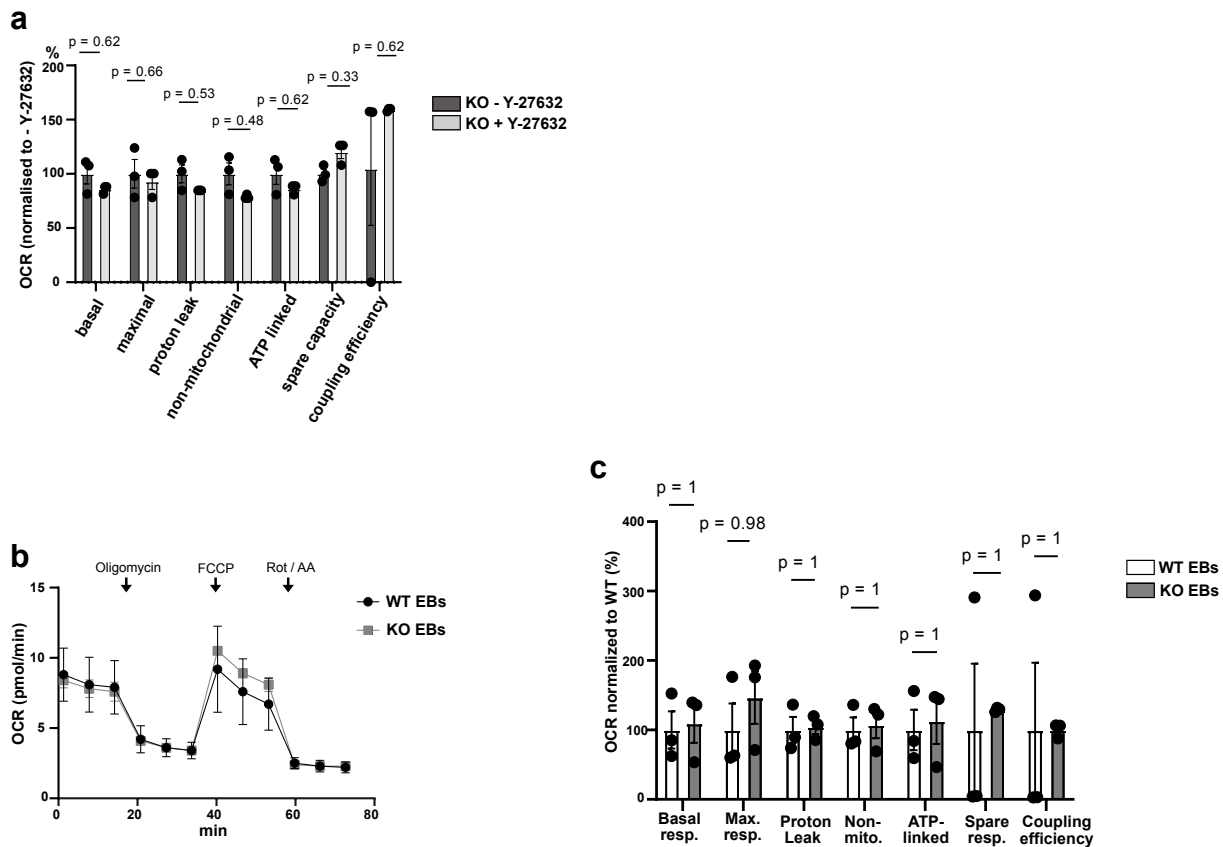 a
%
p = 0.62
p = 0.66
p = 0.53
p = 0.48
p = 0.62
p = 0.33
p = 0.62
OCR (normalised to - Y-27632)
200
150
100
50
0
KO - Y-27632
KO + Y-27632
basal
maximal
proton leak
non-mitochondrial
ATP linked
spare capacity
coupling efficiency
b
Oligomycin
FCCP
Rot / AA
OCR (pmol/min)
15
10
5
0
0
20
40
60
80
min
WT EBs
KO EBs
c
p = 1
p = 0.98
p = 1
p = 1
p = 1
p = 1
p = 1
OCR normalized to WT (%)
400
300
200
100
0
WT EBs
KO EBs
Basal
resp.
Max.
resp.
Proton
Leak
Non-
mito.
ATP-
linked
Spare
resp.
Coupling
efficiency